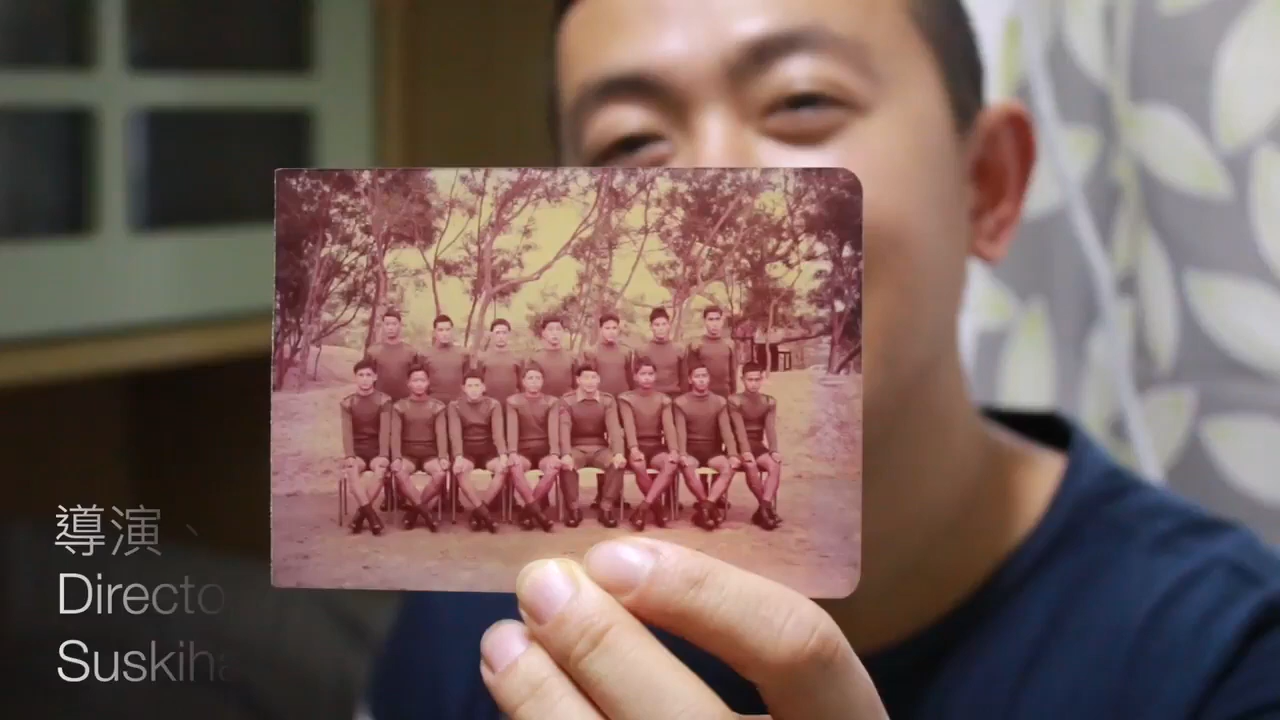 導演、
Directo
Suskiha